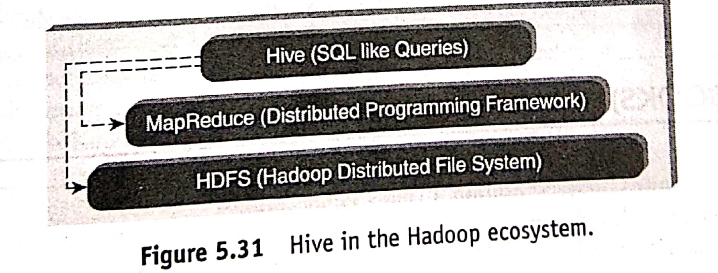 Hive (SQL like Queries)
MapReduce (Distributed Programming Framework)
HDFS (Hadoop Distributed File System)
Figure 5.31 Hive in the Hadoop ecosystem.